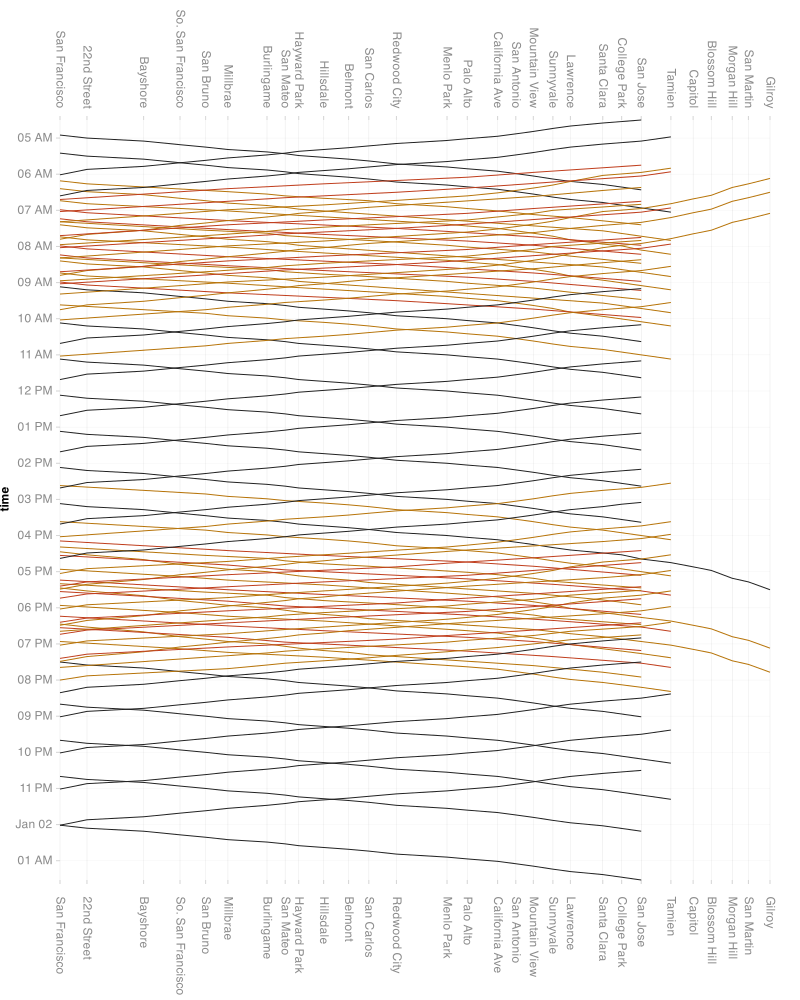 San Francisco
22nd Street
Bayshore
So. San Francisco
San Bruno
Millbrae
Burlingame
San Mateo
Hayward Park
Hillsdale
Belmont
San Carlos
Redwood City
Menlo Park
Palo Alto
California Ave
San Antonio
Mountain View
Sunnyvale
Lawrence
Santa Clara
College Park
San Jose
Tamien
Capitol
Blossom Hill
Morgan Hill
San Martin
Gilroy
05 AM
06 AM
07 AM
08 AM
09 AM
10 AM
11 AM
12 PM
01 PM
02 PM
03 PM
04 PM
05 PM
06 PM
07 PM
08 PM
09 PM
10 PM
11 PM
Jan 02
01 AM
time
San Francisco
22nd Street
Bayshore
So. San Francisco
San Bruno
Millbrae
Burlingame
San Mateo
Hayward Park
Hillsdale
Belmont
San Carlos
Redwood City
Menlo Park
Palo Alto
California Ave
San Antonio
Mountain View
Sunnyvale
Lawrence
Santa Clara
College Park
San Jose
Tamien
Capitol
Blossom Hill
Morgan Hill
San Martin
Gilroy